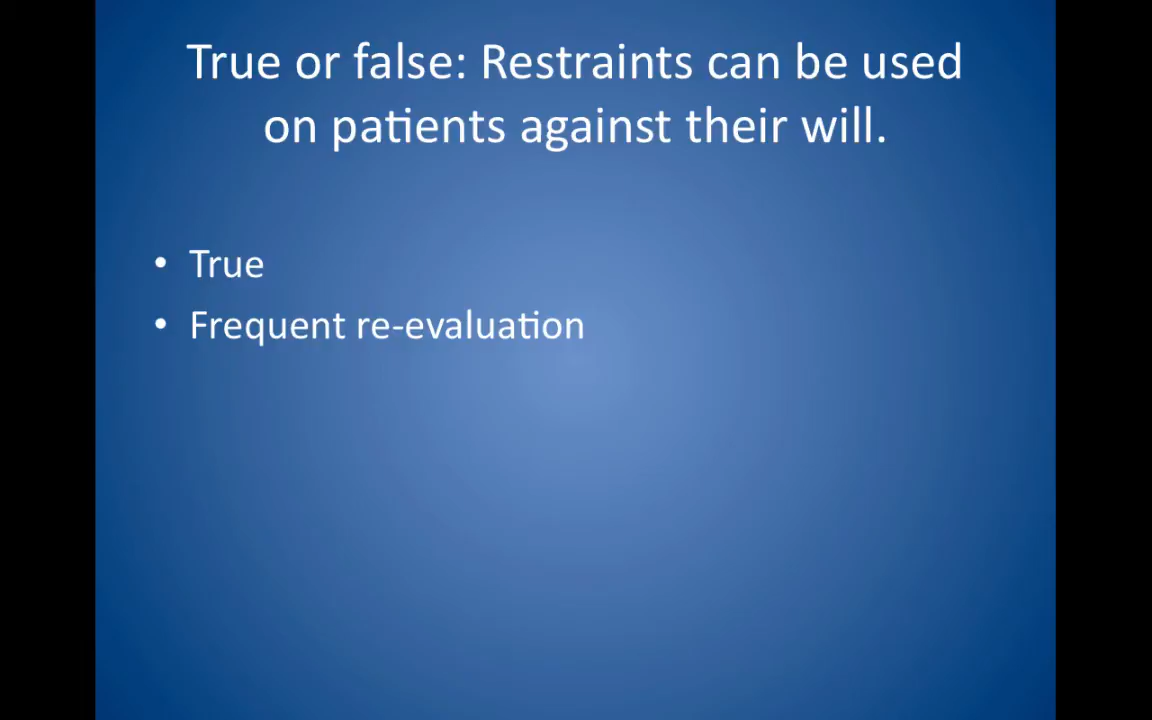 True or false: Restraints can be used
on patients against their will.
• True
• Frequent re-evaluation